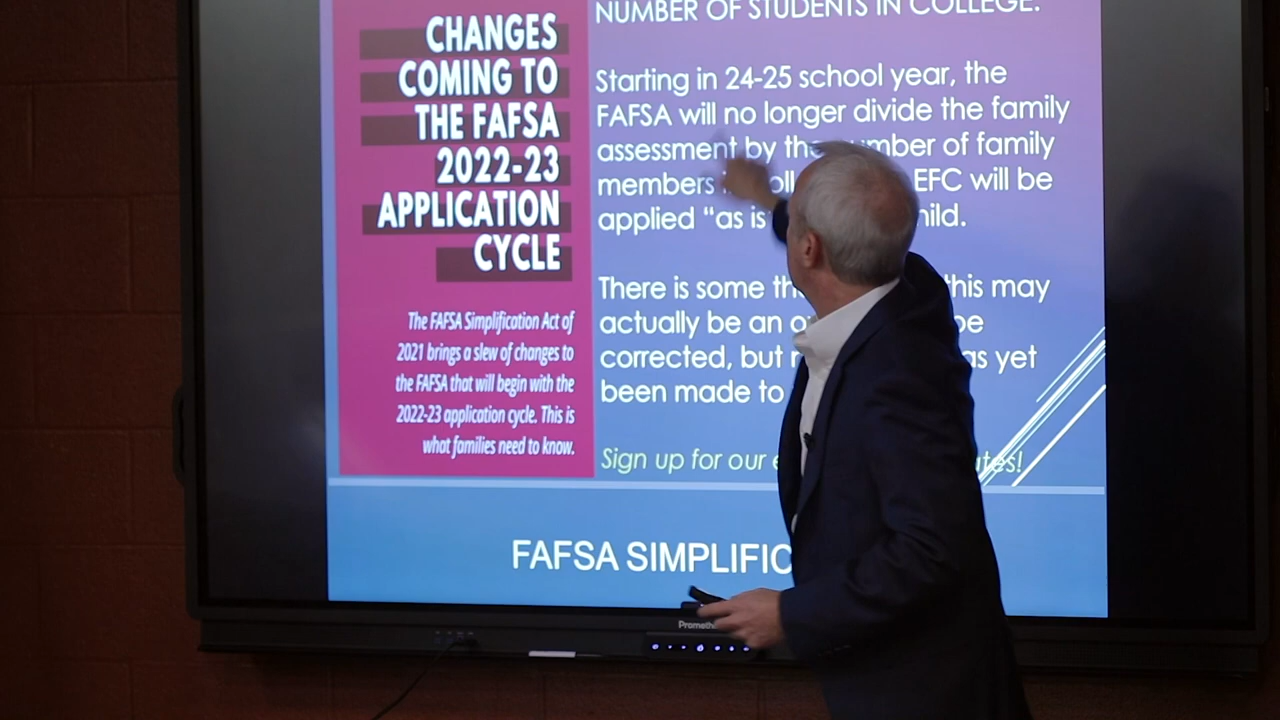 CHANGES
COMING TO
THE FAFSA
2022-23
APPLICATION
CYCLE
The FAFSA Simplification Act of
2021 brings a slew of changes to
the FAFSA that will begin with the
2022-23 application cycle. This is
what families need to know.
NUMBER OF STUDENTS IN COLLEGE.
Starting in 24-25 school year, the
FAFSA will no longer divide the family
assessment by the number of family
members EFC will be
applied "as is
There is some this may
actually be an be
corrected, but as yet
been made to
Sign up for our
FAFSA